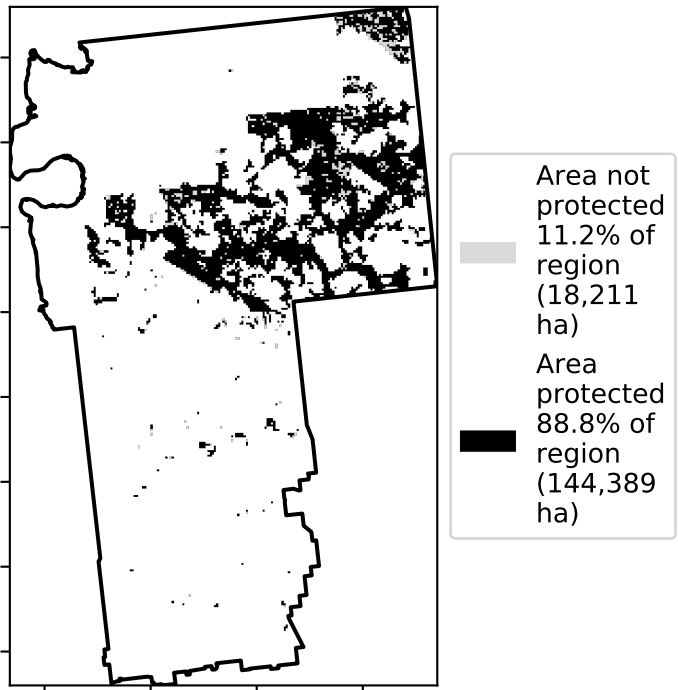 Area not
protected
11.2% of
region
(18,211
ha)
Area
protected
88.8% of
region
(144,389
ha)